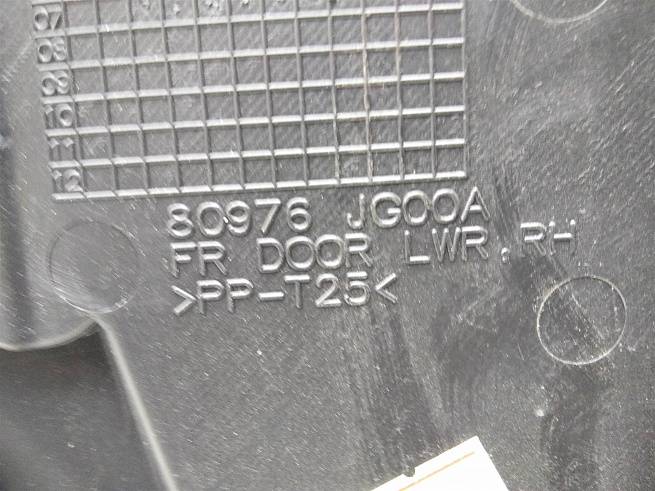 07
08
09
10
11
12
80976 JG00A
FR DOOR LWR,RH
>PP-T25<